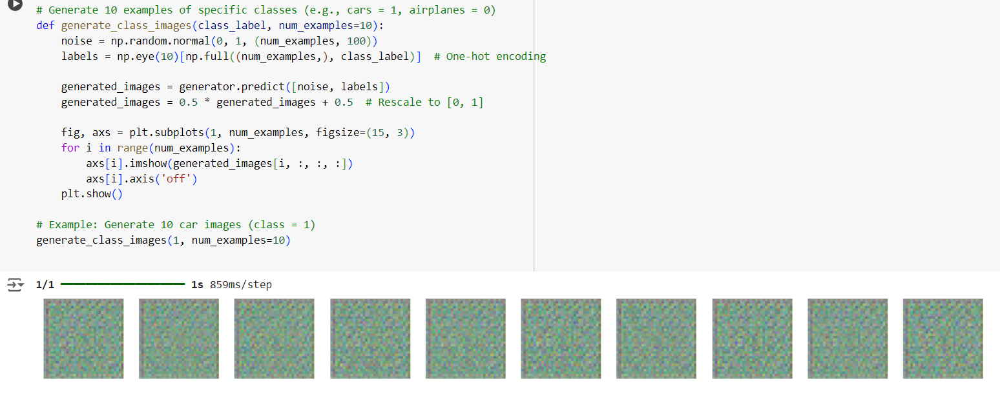 # Generate 10 examples of specific classes (e.g., cars = 1, airplanes = 0)
def generate_class_images(class_label, num_examples=10):
    noise = np.random.normal(0, 1, (num_examples, 100))
    labels = np.eye(10)[np.full((num_examples,), class_label)]  # One-hot encoding

    generated_images = generator.predict([noise, labels])
    generated_images = 0.5 * generated_images + 0.5  # Rescale to [0, 1]

    fig, axs = plt.subplots(1, num_examples, figsize=(15, 3))
    for i in range(num_examples):
        axs[i].imshow(generated_images[i, :, :, :])
        axs[i].axis('off')
    plt.show()

# Example: Generate 10 car images (class = 1)
generate_class_images(1, num_examples=10)
1/1 1s 859ms/step